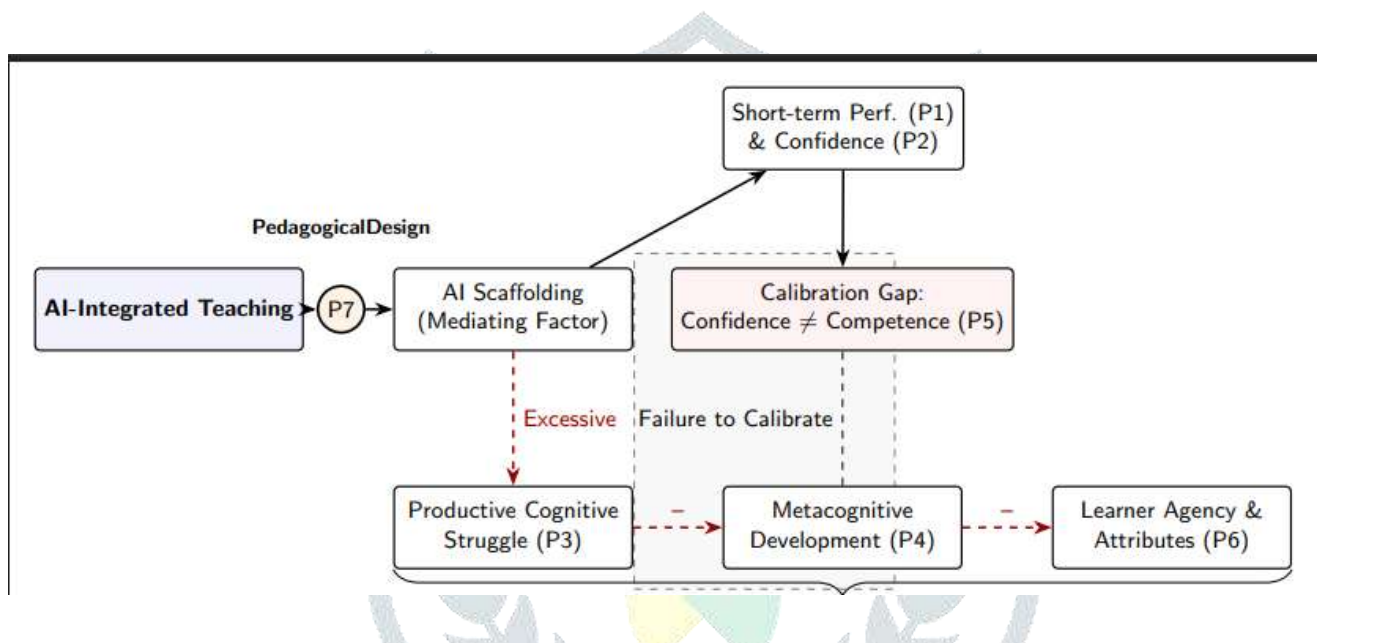 Short-term Perf. (P1)
& Confidence (P2)
PedagogicalDesign
AI-Integrated Teaching
P7
AI Scaffolding
(Mediating Factor)
Calibration Gap:
Confidence ≠ Competence (P5)
Excessive
Failure to Calibrate
Productive Cognitive
Struggle (P3)
–
Metacognitive
Development (P4)
–
Learner Agency &
Attributes (P6)